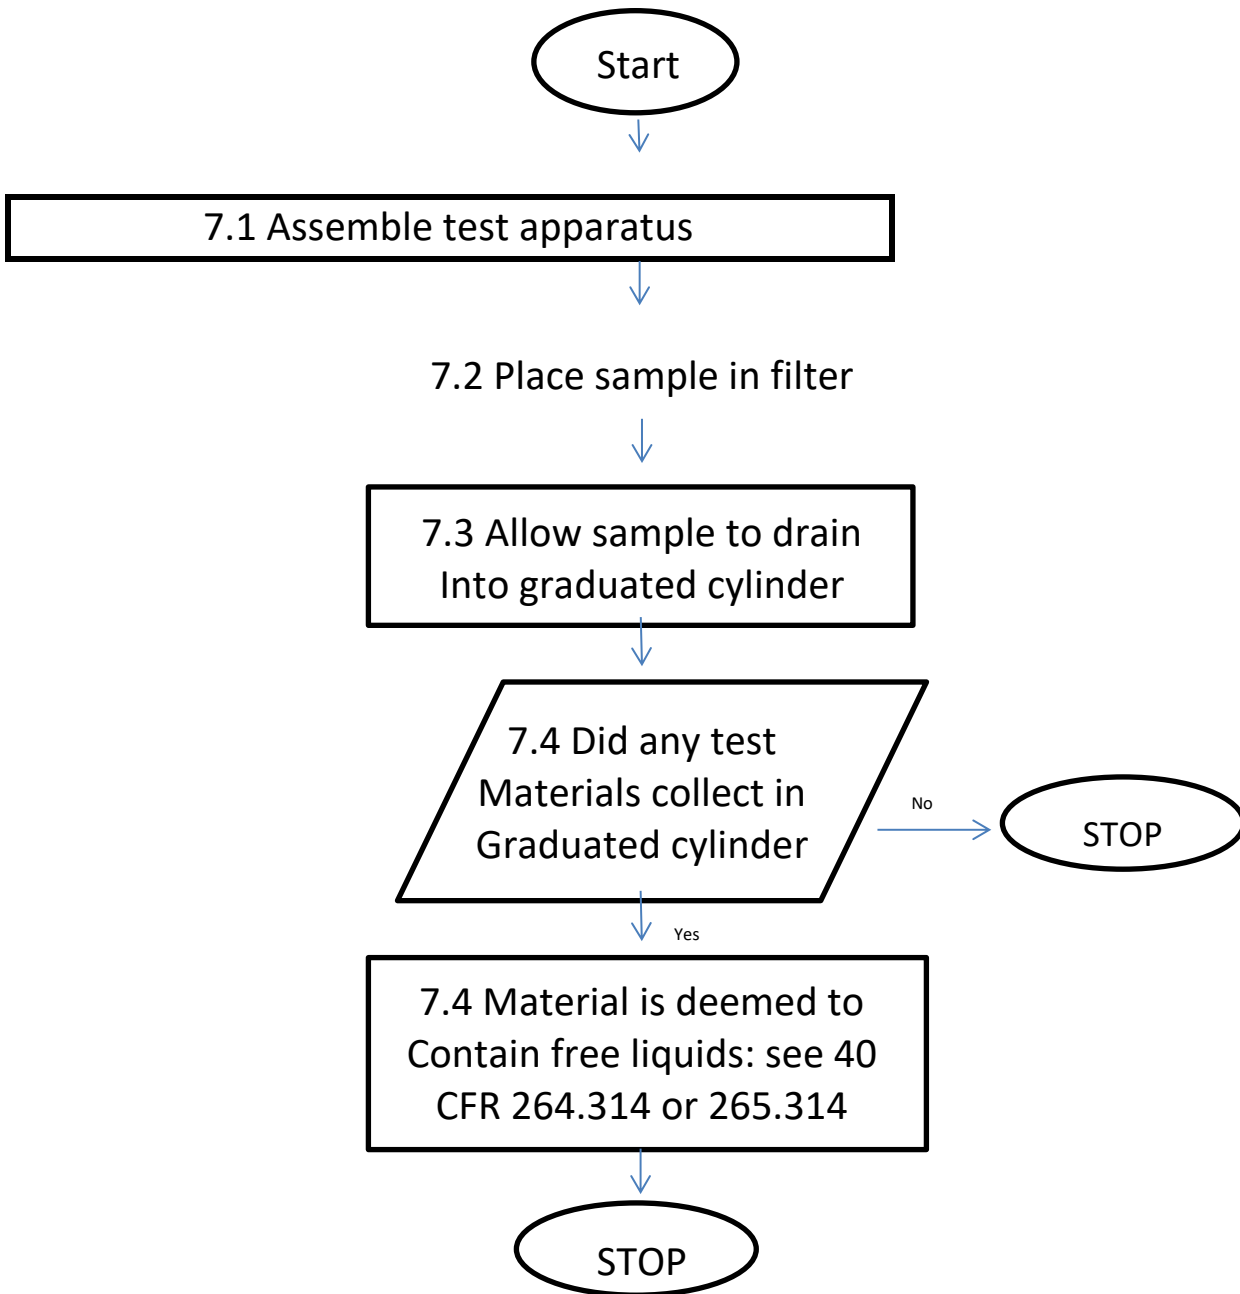 Start
7.1 Assemble test apparatus
7.2 Place sample in filter
7.3 Allow sample to drain
Into graduated cylinder
7.4 Did any test
Materials collect in
Graduated cylinder
No
STOP
Yes
7.4 Material is deemed to
Contain free liquids: see 40
CFR 264.314 or 265.314
STOP